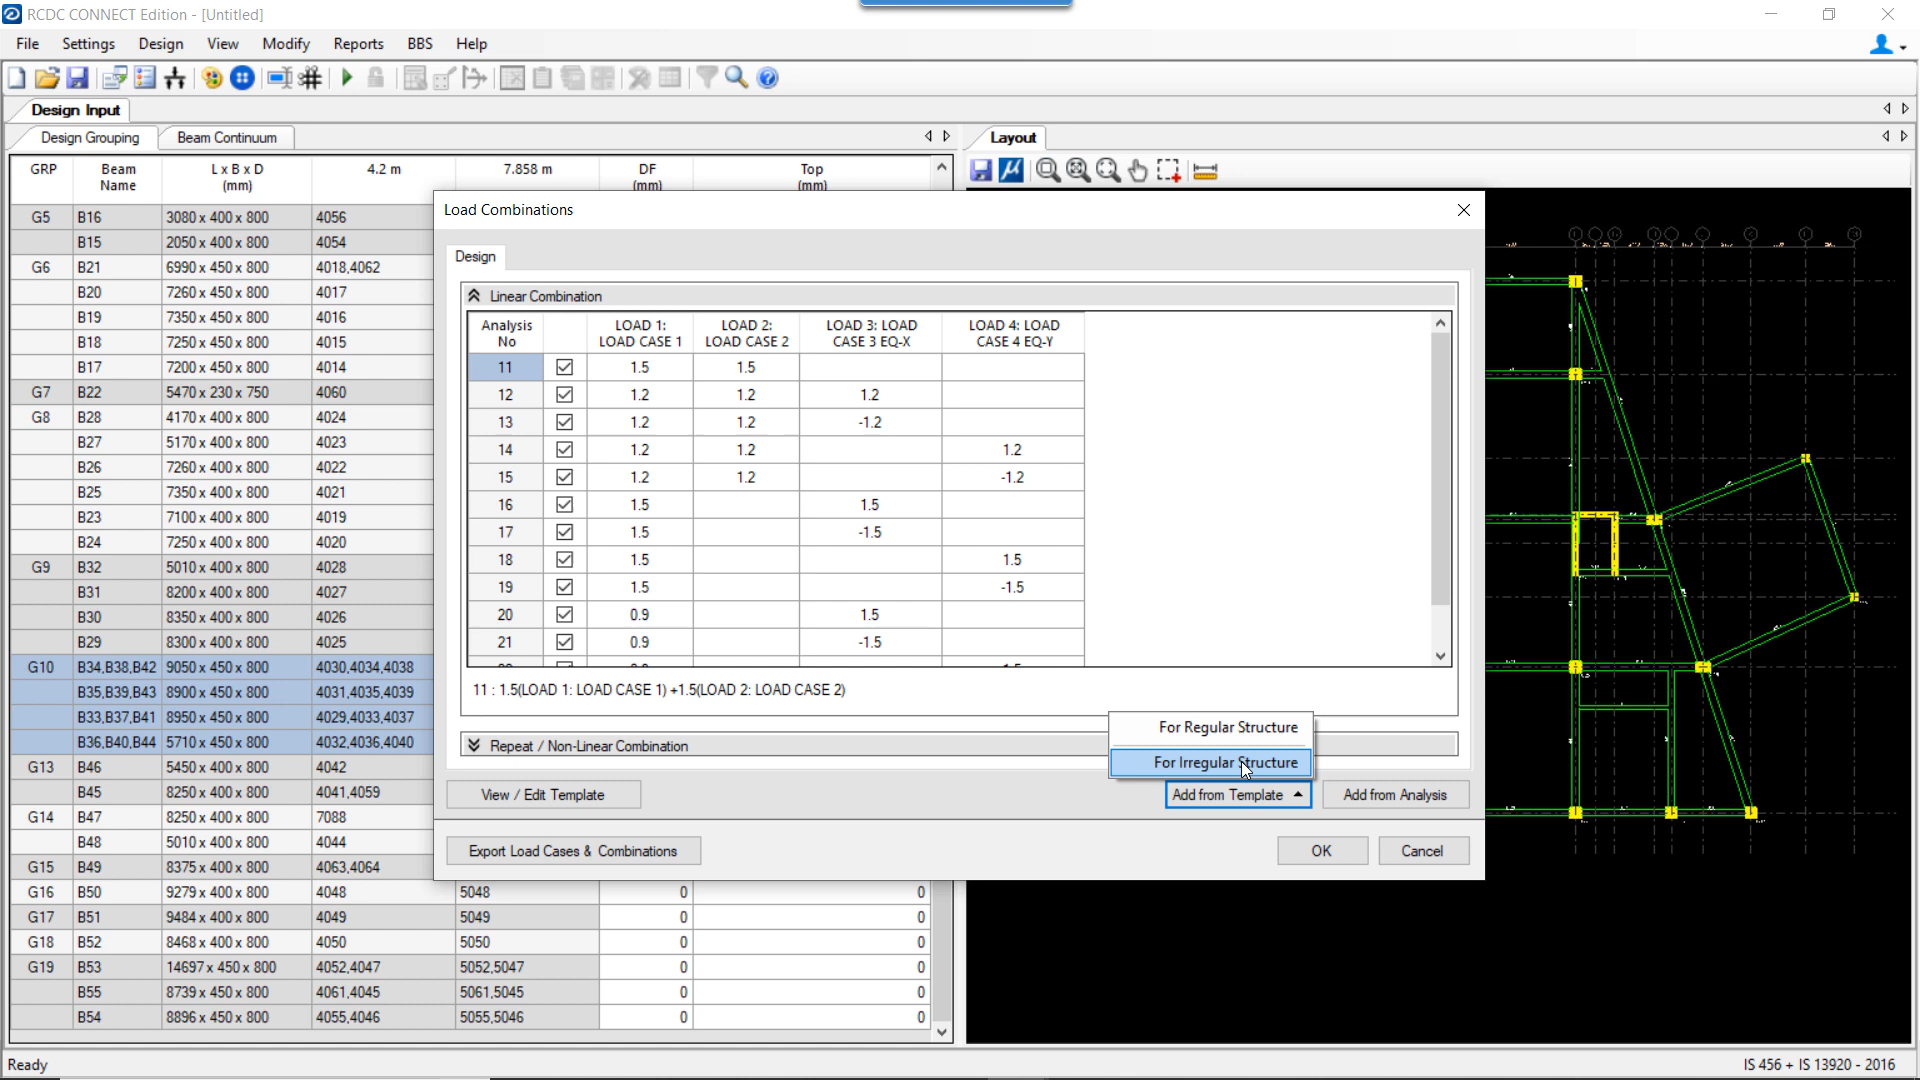 RCDC CONNECT Edition - [Untitled]
File Settings Design View Modify Reports BBS Help
Design Input
Design Grouping Beam Continuum
Layout
GRP Beam Name L x B x D (mm) 4.2 m 7.858 m DF (mm) Top (mm)
G5 B16 3080 x 400 x 800 4056
B15 2050 x 400 x 800 4054
G6 B21 6990 x 450 x 800 4018,4062
B20 7260 x 450 x 800 4017
B19 7350 x 450 x 800 4016
B18 7250 x 450 x 800 4015
B17 7200 x 450 x 800 4014
G7 B22 5470 x 230 x 750 4060
G8 B28 4170 x 400 x 800 4024
B27 5170 x 400 x 800 4023
B26 7260 x 400 x 800 4022
B25 7350 x 400 x 800 4021
B23 7100 x 400 x 800 4019
B24 7250 x 400 x 800 4020
G9 B32 5010 x 400 x 800 4028
B31 8200 x 400 x 800 4027
B30 8350 x 400 x 800 4026
B29 8300 x 400 x 800 4025
G10 B34,B38,B42 9050 x 450 x 800 4030,4034,4038
B35,B39,B43 8900 x 450 x 800 4031,4035,4039
B33,B37,B41 8950 x 450 x 800 4029,4033,4037
B36,B40,B44 5710 x 450 x 800 4032,4036,4040
G13 B46 5450 x 400 x 800 4042
B45 8250 x 400 x 800 4041,4059
G14 B47 8250 x 400 x 800 7088
B48 5010 x 400 x 800 4044
G15 B49 8375 x 400 x 800 4063,4064
G16 B50 9279 x 400 x 800 4048 5048 0 0
G17 B51 9484 x 400 x 800 4049 5049 0 0
G18 B52 8468 x 400 x 800 4050 5050 0 0
G19 B53 14697 x 450 x 800 4052,4047 5052,5047 0 0
B55 8739 x 450 x 800 4061,4045 5061,5045 0 0
B54 8896 x 450 x 800 4055,4046 5055,5046 0 0
Load Combinations
Design
Linear Combination
Analysis No LOAD 1: LOAD CASE 1 LOAD 2: LOAD CASE 2 LOAD 3: LOAD CASE 3 EQ-X LOAD 4: LOAD CASE 4 EQ-Y
11 1.5 1.5
12 1.2 1.2 1.2
13 1.2 1.2 -1.2
14 1.2 1.2 1.2
15 1.2 1.2 -1.2
16 1.5 1.5
17 1.5 -1.5
18 1.5 1.5
19 1.5 -1.5
20 0.9 1.5
21 0.9 -1.5
11 : 1.5(LOAD 1: LOAD CASE 1) +1.5(LOAD 2: LOAD CASE 2)
For Regular Structure
Repeat / Non-Linear Combination
For Irregular Structure
View / Edit Template Add from Template Add from Analysis
Export Load Cases & Combinations OK Cancel
Ready IS 456 + IS 13920 - 2016